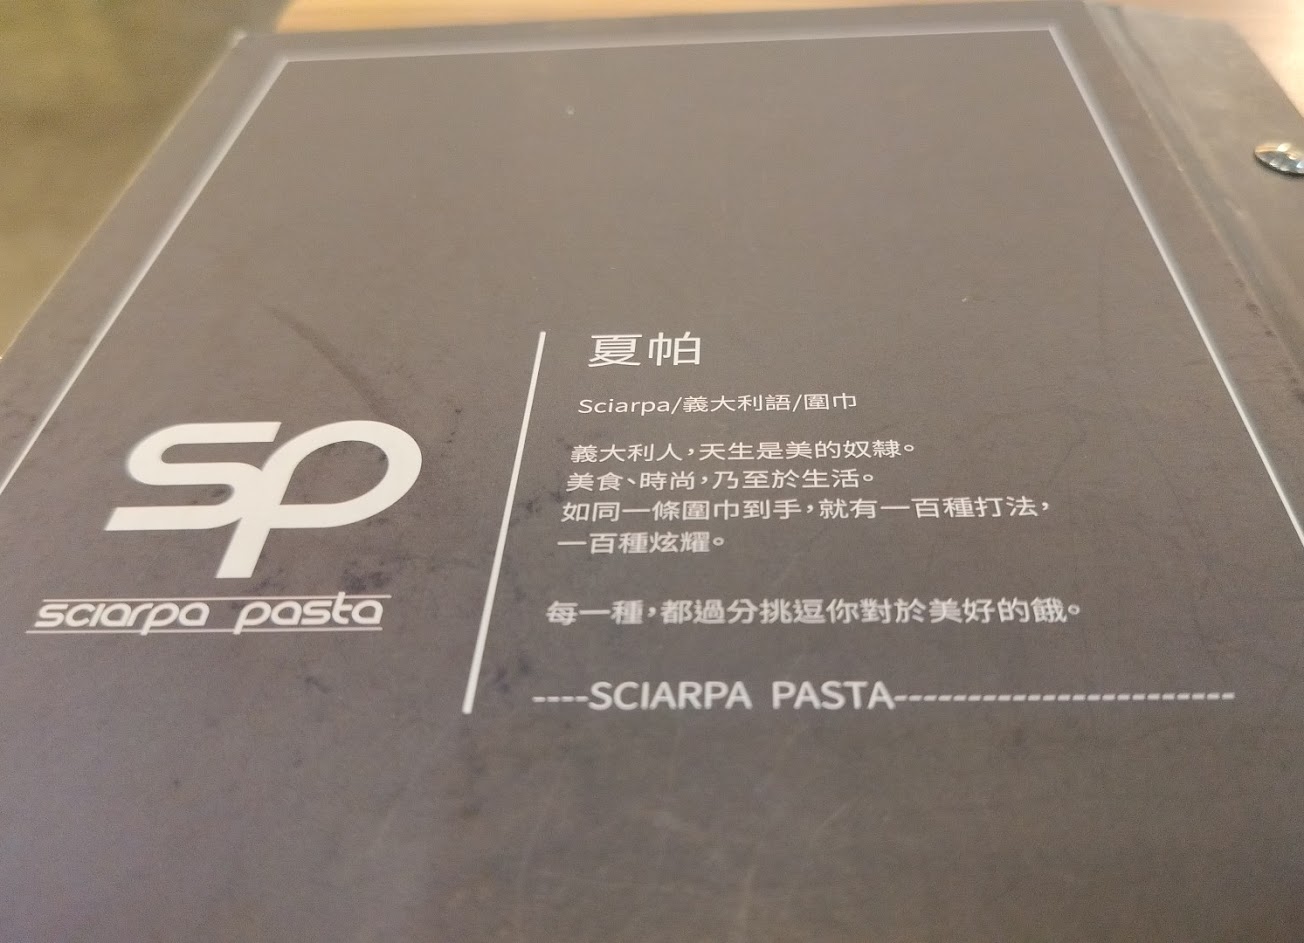 夏帕
Sciarpa/義大利語/圍巾
義大利人，天生是美的奴隸。
美食、時尚，乃至於生活。
如同一條圍巾到手，就有一百種打法，
一百種炫耀。
每一種，都過分挑逗你對於美好的餓。
----SCIARPA PASTA-----------------------
sp
sciarpa pasta